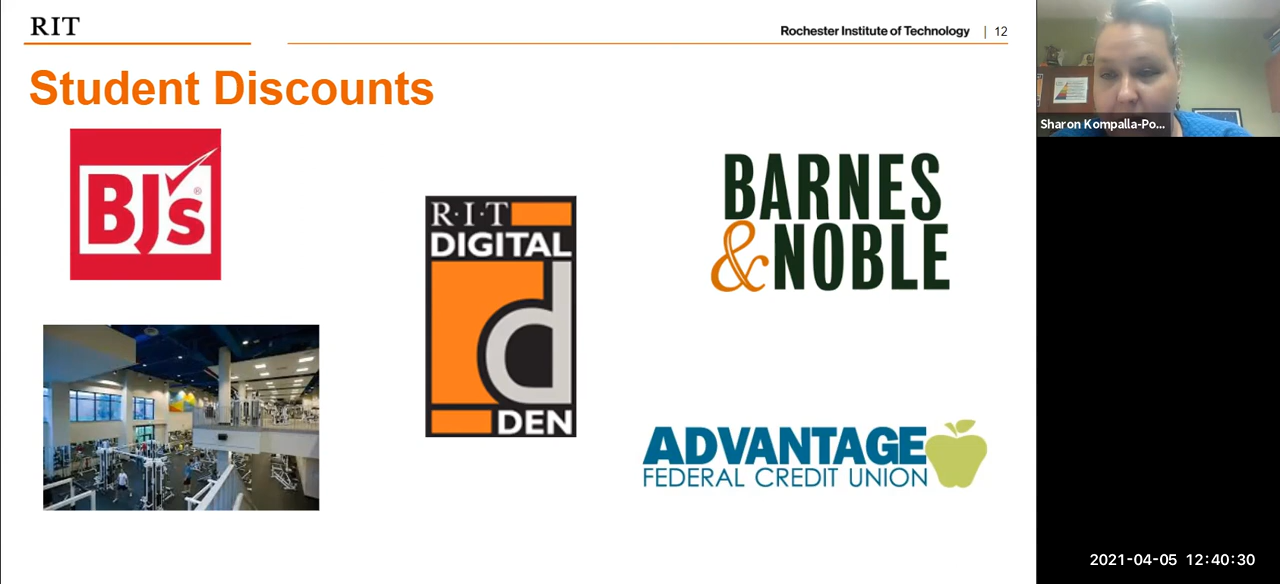 RIT
Rochester Institute of Technology | 12
Student Discounts
BJs®
R·I·T
DIGITAL
d
DEN
BARNES
&NOBLE
ADVANTAGE
FEDERAL CREDIT UNION
Sharon Kompalla-Po...
2021-04-05 12:40:30